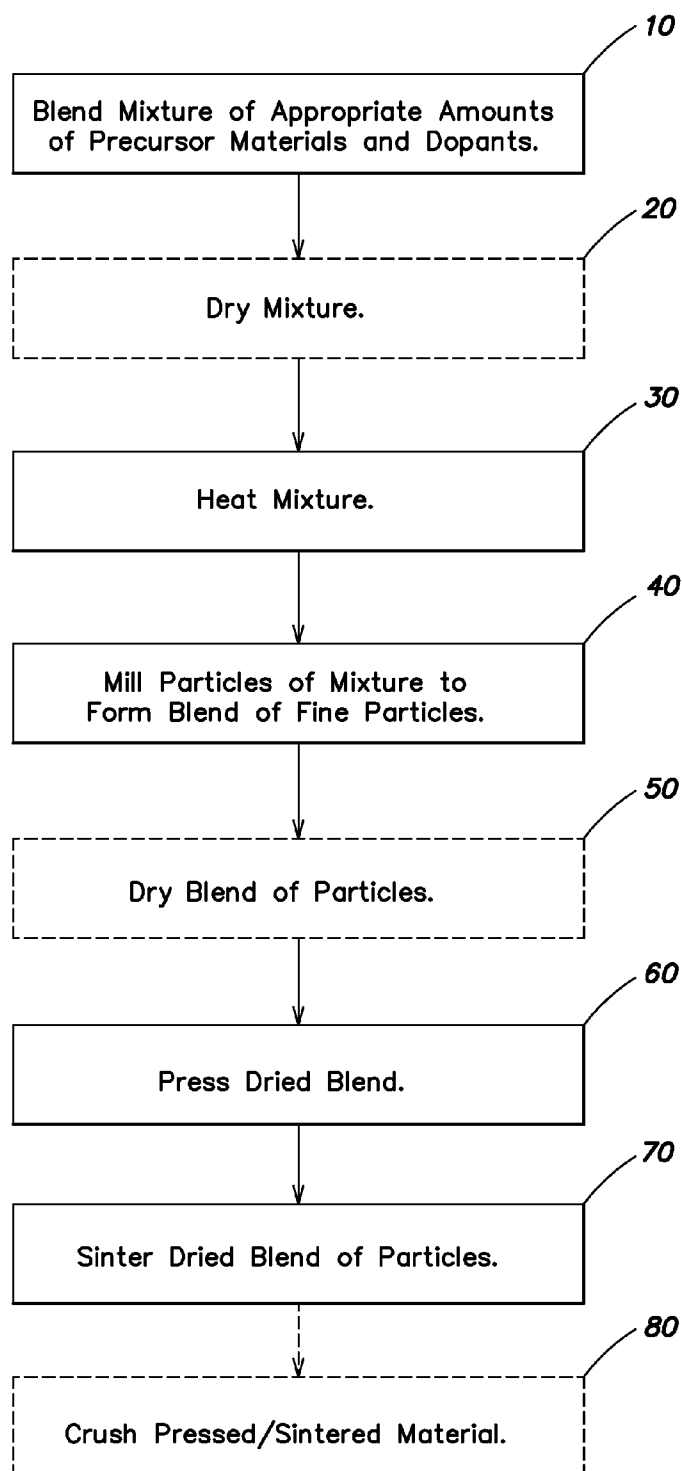 10
Blend Mixture of Appropriate Amounts
of Precursor Materials and Dopants.
20
Dry Mixture.
30
Heat Mixture.
40
Mill Particles of Mixture to
Form Blend of Fine Particles.
50
Dry Blend of Particles.
60
Press Dried Blend.
70
Sinter Dried Blend of Particles.
80
Crush Pressed/Sintered Material.